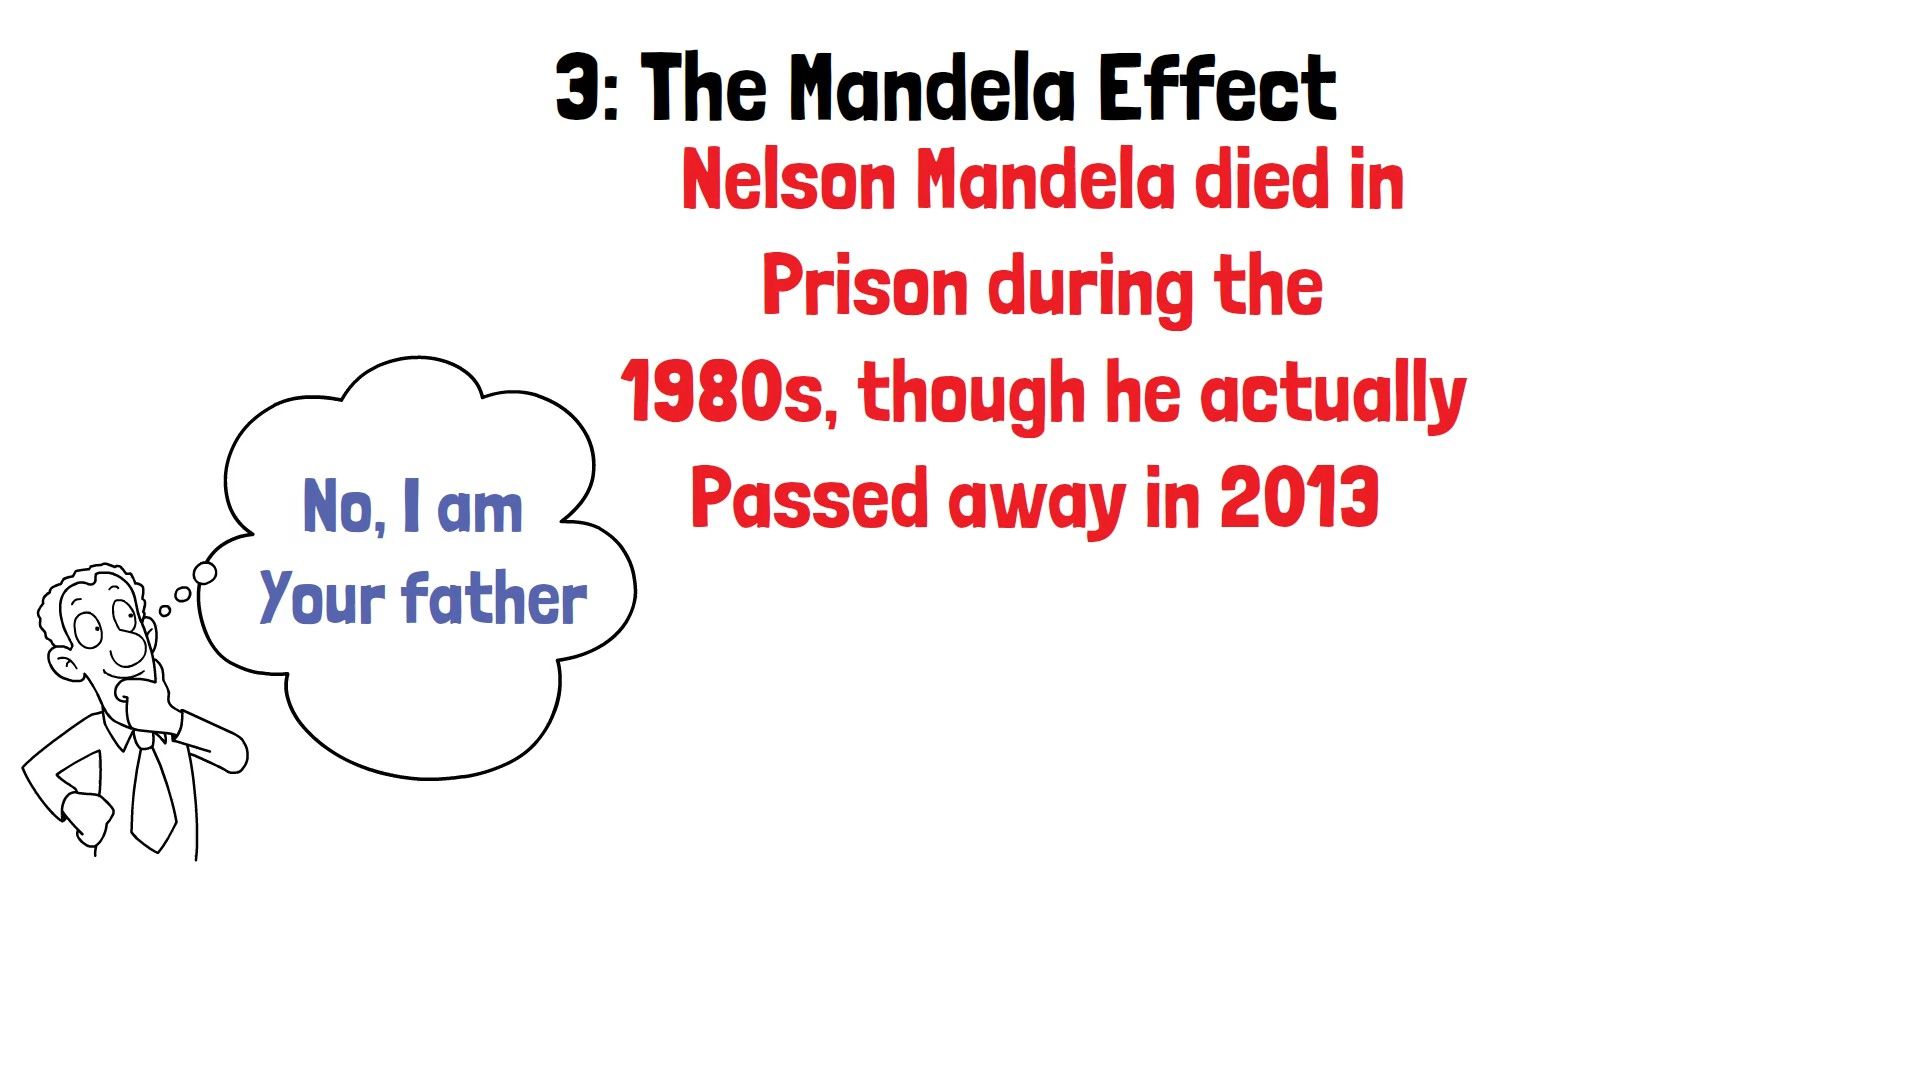 3: The Mandela Effect
Nelson Mandela died in
Prison during the
1980s, though he actually
Passed away in 2013
No, I am
Your father